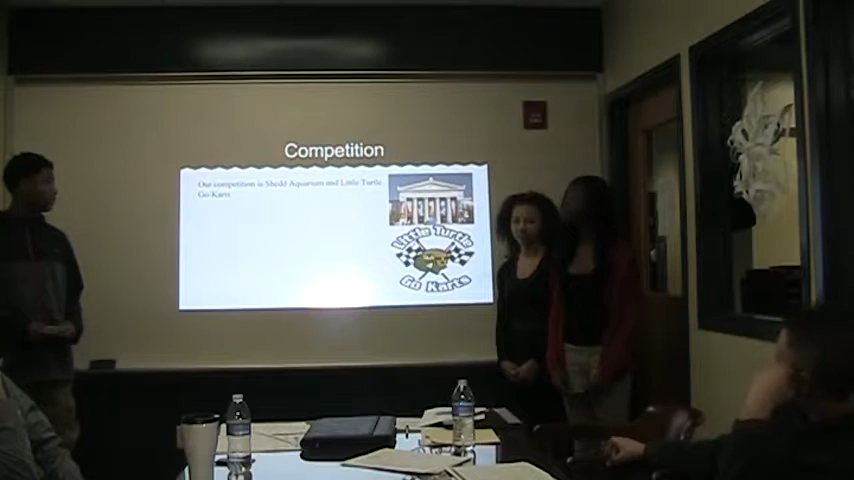 Competition
Our competition is Shedd Aquarium and Little Turtle
Go Karts
Little Turtle
Go Karts